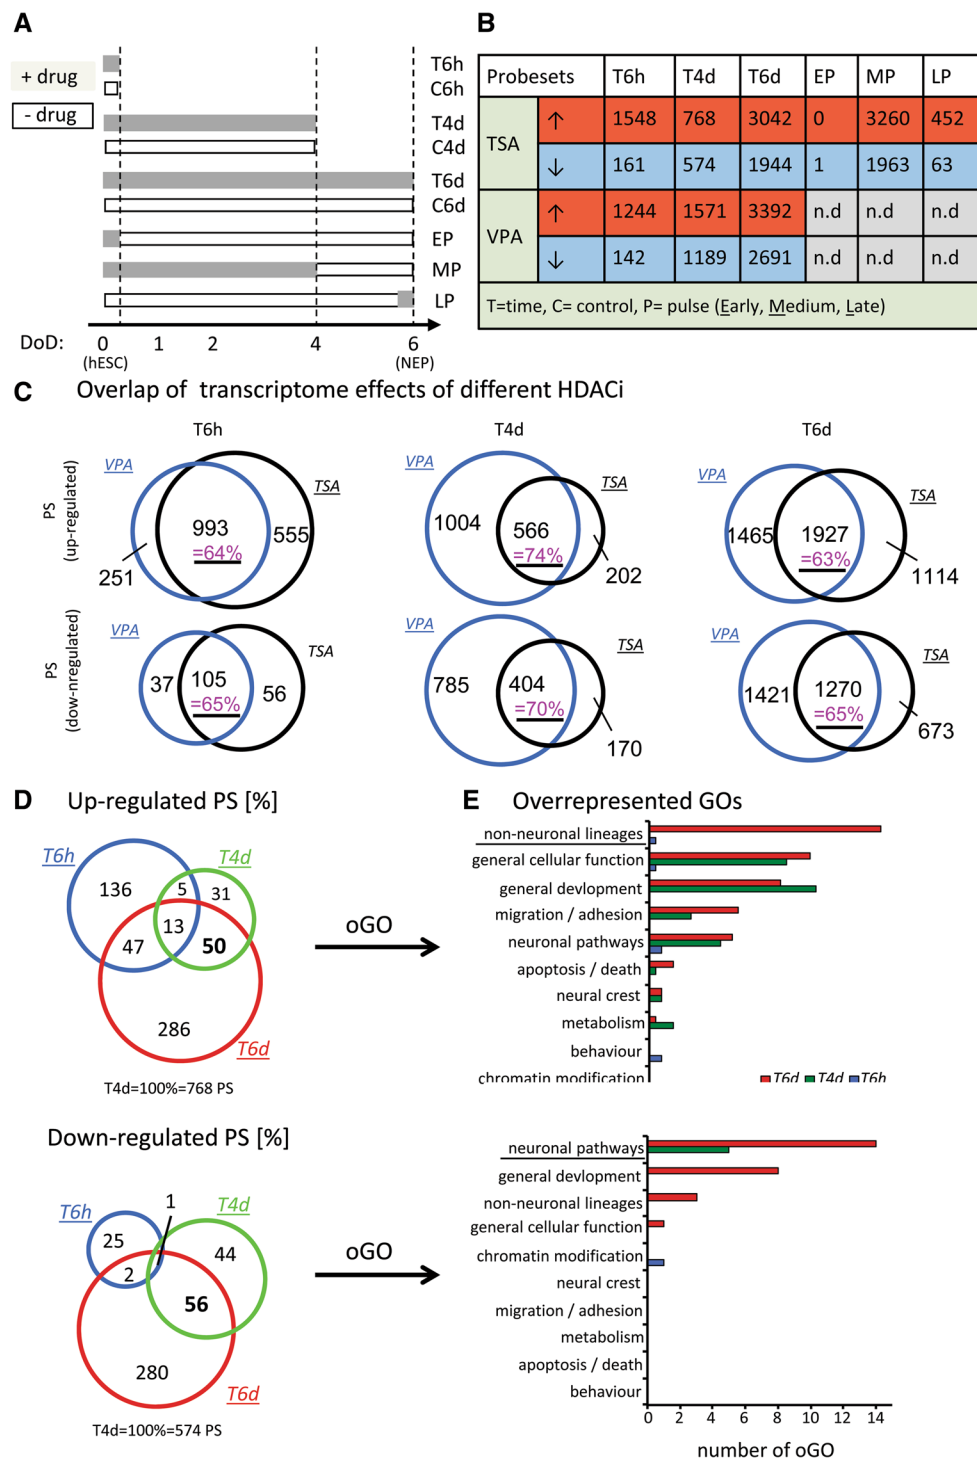 A
+ drug
- drug
T6h
C6h
T4d
C4d
T6d
C6d
EP
MP
LP
DoD: 0 1 2 4 6
(hESC) (NEP)
B
Probesets T6h T4d T6d EP MP LP
TSA ↑ 1548 768 3042 0 3260 452
↓ 161 574 1944 1 1963 63
VPA ↑ 1244 1571 3392 n.d n.d n.d
↓ 142 1189 2691 n.d n.d n.d
T=time, C= control, P= pulse (Early, Medium, Late)
C Overlap of transcriptome effects of different HDACi
T6h T4d T6d
PS
(up-regulated)
VPA TSA 251 993 =64% 555
VPA TSA 1004 566 =74% 202
VPA TSA 1465 1927 =63% 1114
PS
(dow-nregulated)
VPA TSA 37 105 =65% 56
VPA TSA 785 404 =70% 170
VPA TSA 1421 1270 =65% 673
D Up-regulated PS [%]
T6h
T4d
136 5 31
13
47 50
286
T6d
T4d=100%=768 PS
oGO
Down-regulated PS [%]
1
T6h T4d
25 44
2
56
280
T6d
T4d=100%=574 PS
oGO
E Overrepresented GOs
non-neuronal lineages
general cellular function
general devlopment
migration / adhesion
neuronal pathways
apoptosis / death
neural crest
metabolism
behaviour
chromatin modification
T6d T4d T6h
neuronal pathways
general devlopment
non-neuronal lineages
general cellular function
chromatin modification
neural crest
migration / adhesion
metabolism
apoptosis / death
behaviour
0 2 4 6 8 10 12 14
number of oGO